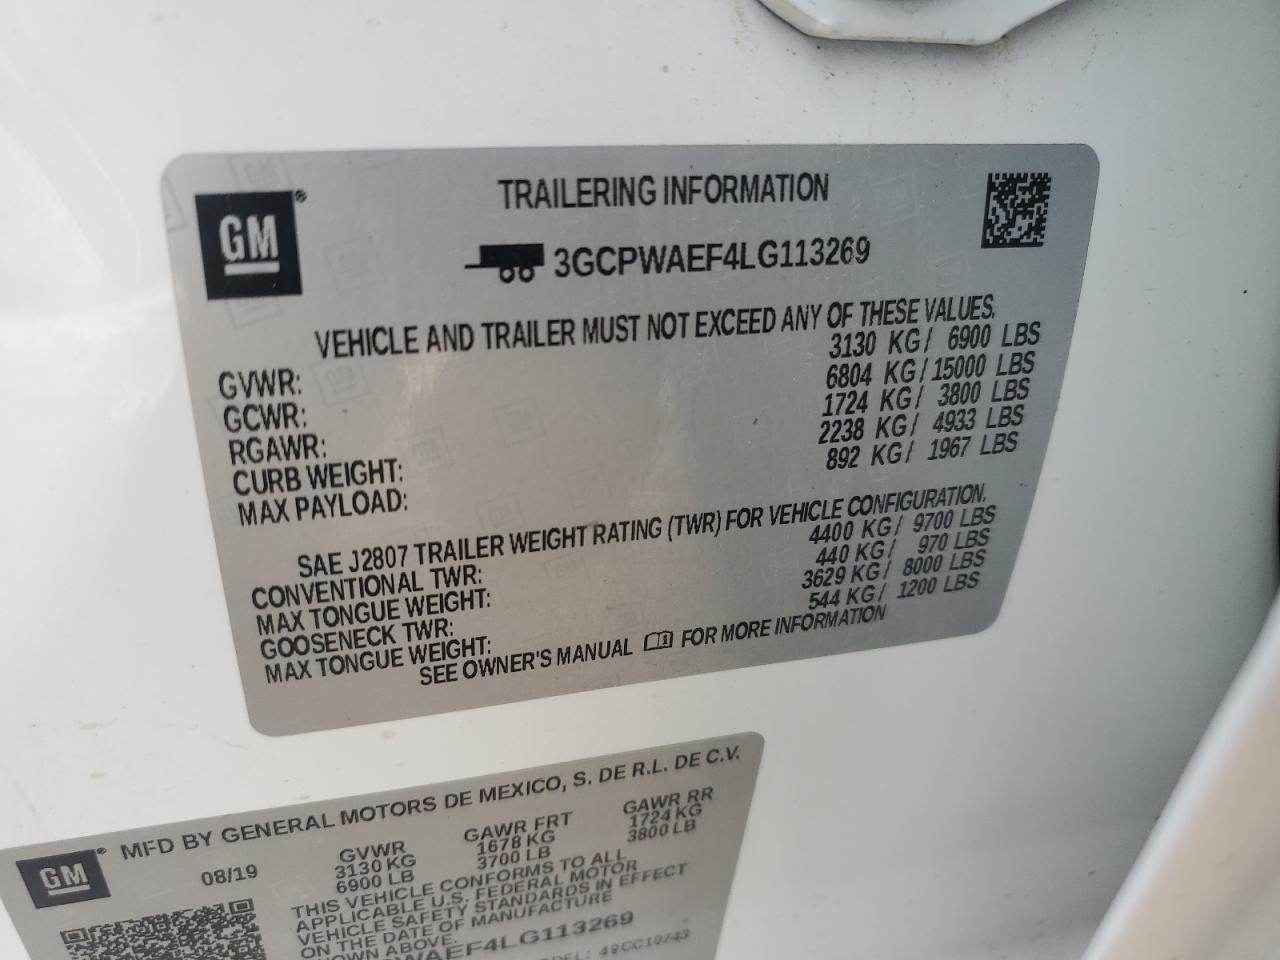 GM
TRAILERING INFORMATION
3GCPWAEF4LG113269
VEHICLE AND TRAILER MUST NOT EXCEED ANY OF THESE VALUES.
GVWR: 3130 KG/ 6900 LBS
GCWR: 6804 KG/15000 LBS
RGAWR: 1724 KG/ 3800 LBS
CURB WEIGHT: 2238 KG/ 4933 LBS
MAX PAYLOAD: 892 KG/ 1967 LBS
SAE J2807 TRAILER WEIGHT RATING (TWR) FOR VEHICLE CONFIGURATION.
CONVENTIONAL TWR: 4400 KG/ 9700 LBS
MAX TONGUE WEIGHT: 440 KG/ 970 LBS
GOOSENECK TWR: 3629 KG/ 8000 LBS
MAX TONGUE WEIGHT: 544 KG/ 1200 LBS
SEE OWNER'S MANUAL FOR MORE INFORMATION
MFD BY GENERAL MOTORS DE MEXICO, S. DE R.L. DE C.V.
GM
08/19 GVWR GAWR FRT GAWR RR
3130 KG 1678 KG 1724 KG
6900 LB 3700 LB 3800 LB
THIS VEHICLE CONFORMS TO ALL
APPLICABLE U.S. FEDERAL MOTOR
VEHICLE SAFETY STANDARDS IN EFFECT
ON THE DATE OF MANUFACTURE
SHOWN ABOVE.
WAEF4LG113269
49CC10743